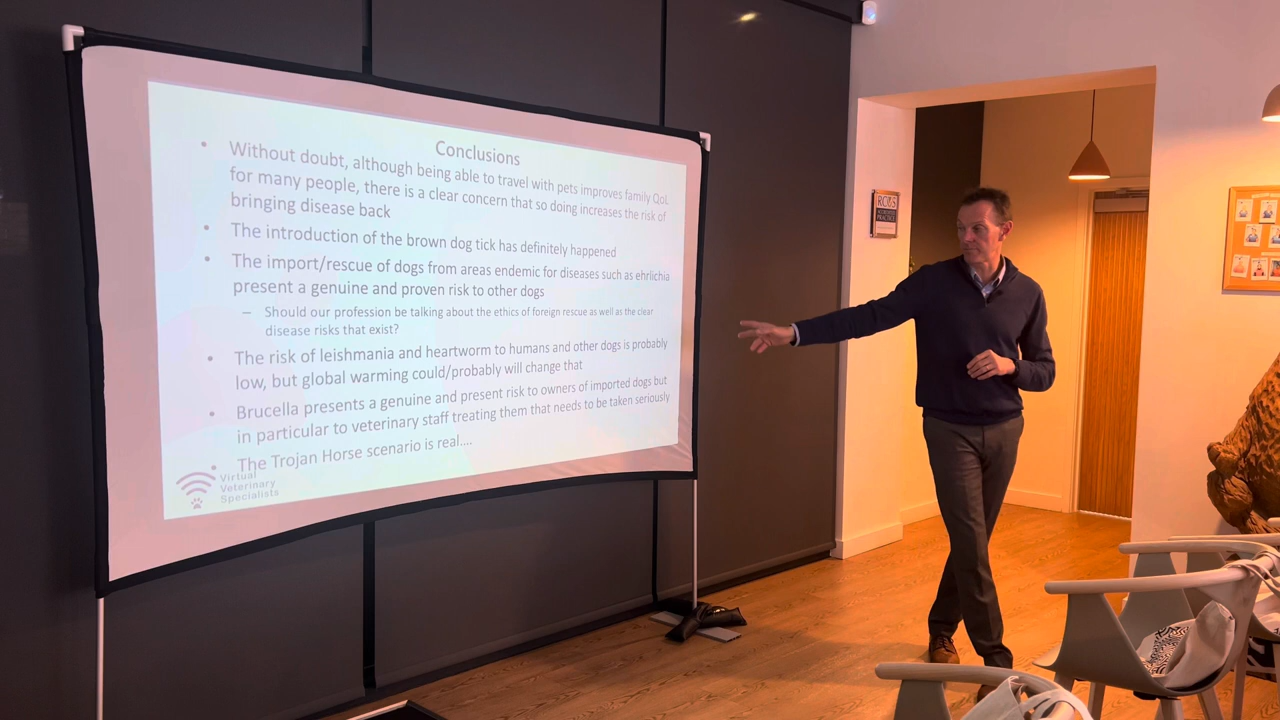 Conclusions
• Without doubt, although being able to travel with pets improves family QoL
for many people, there is a clear concern that so doing increases the risk of
bringing disease back
• The introduction of the brown dog tick has definitely happened
• The import/rescue of dogs from areas endemic for diseases such as ehrlichia
present a genuine and proven risk to other dogs
– Should our profession be talking about the ethics of foreign rescue as well as the clear
disease risks that exist?
• The risk of leishmania and heartworm to humans and other dogs is probably
low, but global warming could/probably will change that
• Brucella presents a genuine and present risk to owners of imported dogs but
in particular to veterinary staff treating them that needs to be taken seriously
• The Trojan Horse scenario is real....
Virtual
Veterinary
Specialists
RCVS
ACCREDITED
PRACTICE